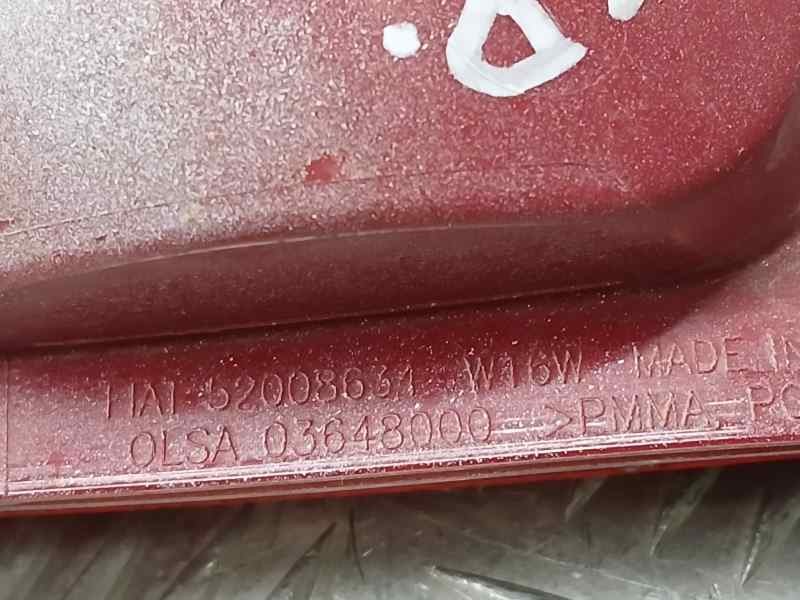 FIAT 52008634 W16W MADE IN
OLSA 03648000 >PMMA PC